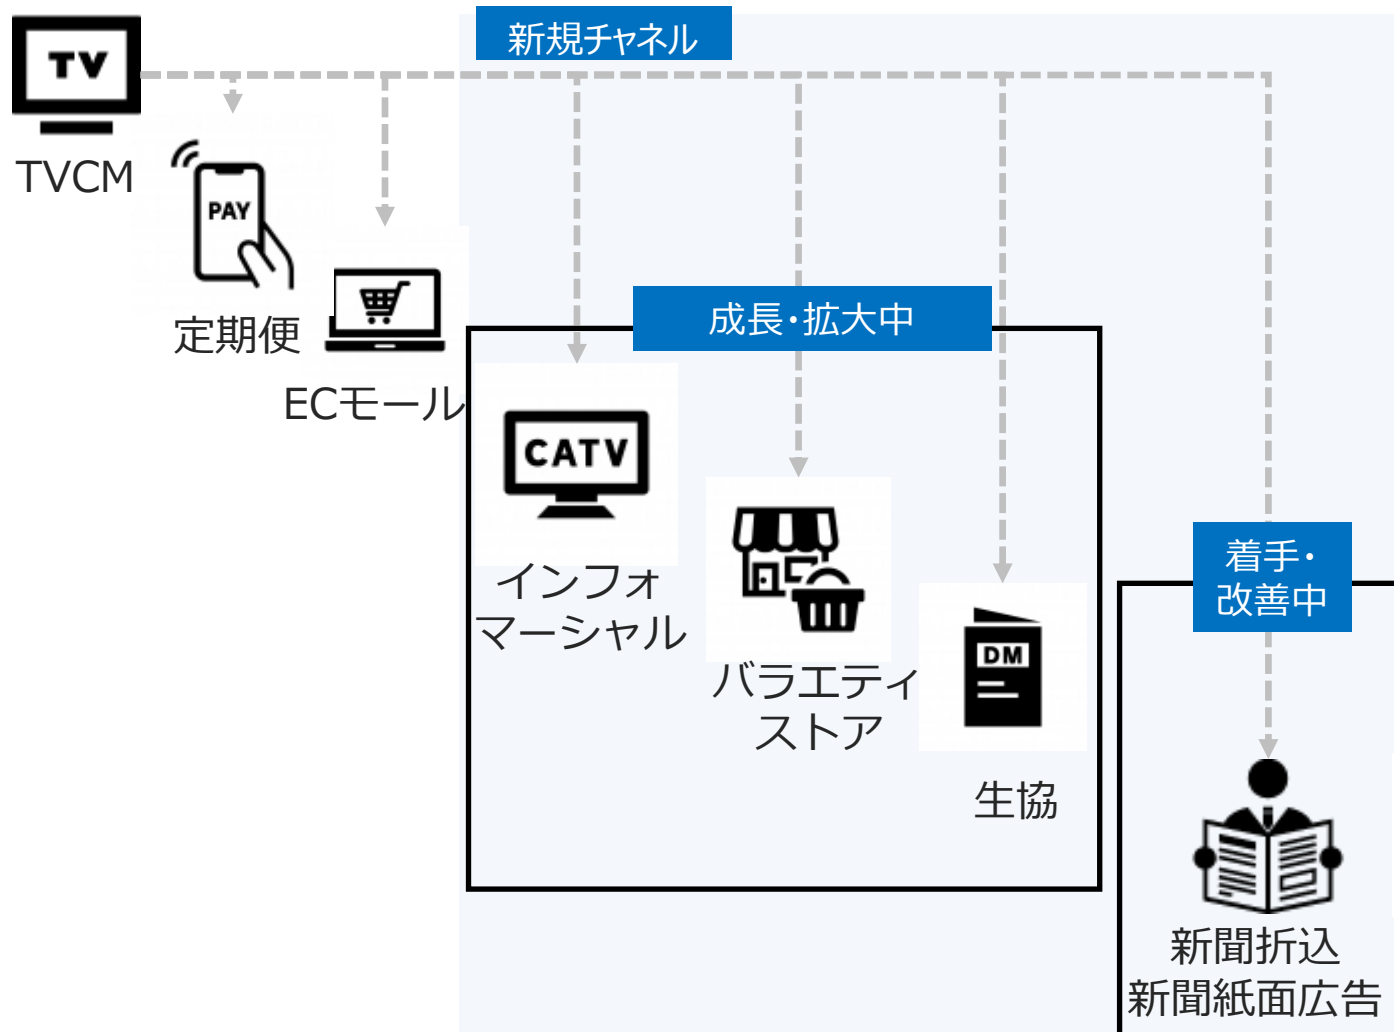 新規チャネル
TV
TVCM
PAY
定期便
ECモール
成長・拡大中
CATV
インフォ
マーシャル
バラエティ
ストア
DM
生協
着手・
改善中
新聞折込
新聞紙面広告